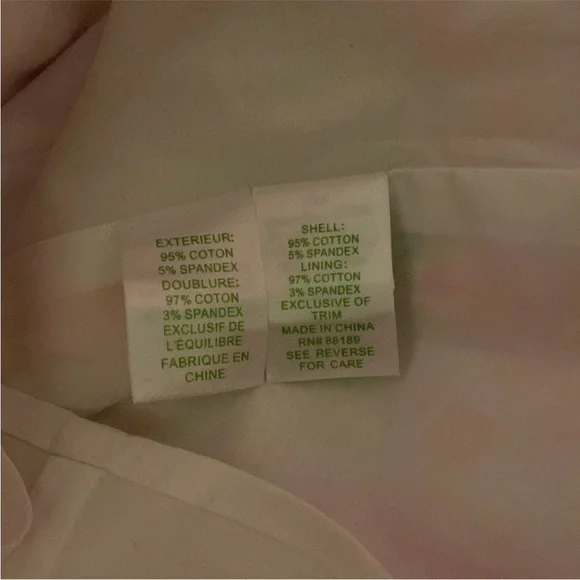 EXTERIEUR:
95% COTON
5% SPANDEX
DOUBLURE:
97% COTON
3% SPANDEX
EXCLUSIF DE
L'ÉQUILIBRE
FABRIQUE EN
CHINE
SHELL:
95% COTTON
5% SPANDEX
LINING:
97% COTTON
3% SPANDEX
EXCLUSIVE OF
TRIM
MADE IN CHINA
RN# 88189
SEE REVERSE
FOR CARE